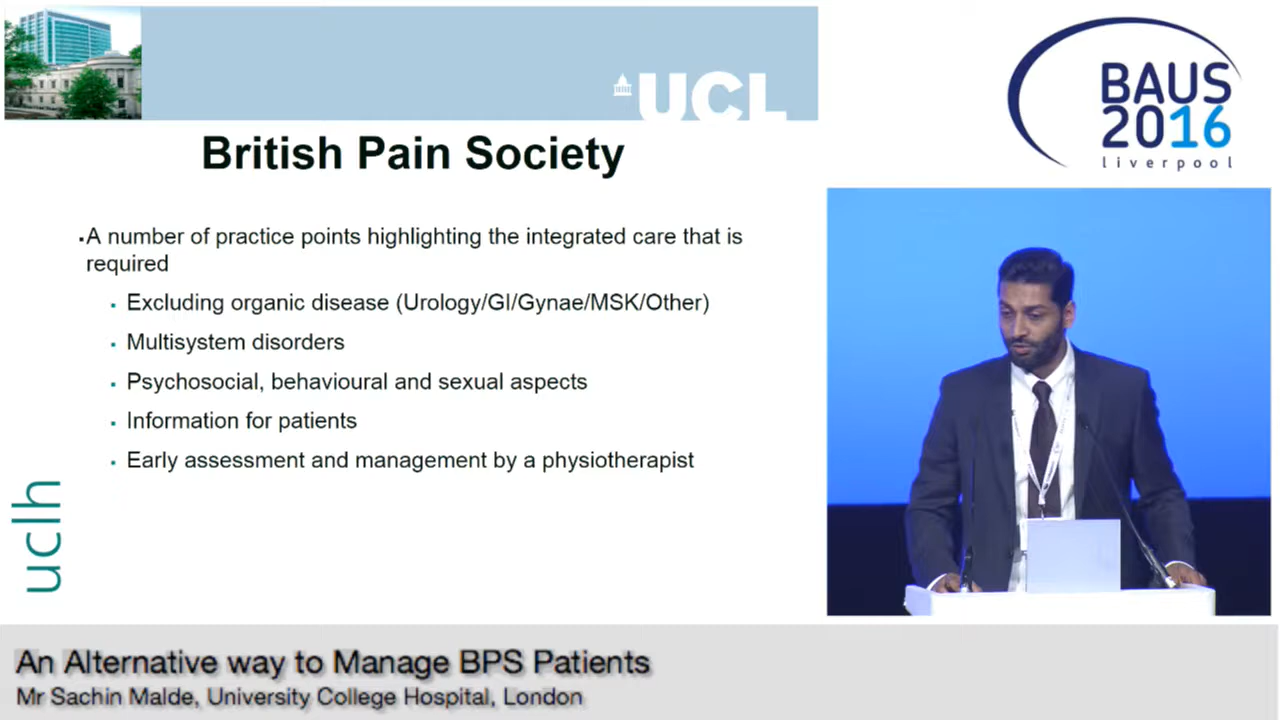 UCL
BAUS
2016
liverpool
British Pain Society
▪A number of practice points highlighting the integrated care that is
required
▪ Excluding organic disease (Urology/GI/Gynae/MSK/Other)
▪ Multisystem disorders
▪ Psychosocial, behavioural and sexual aspects
▪ Information for patients
▪ Early assessment and management by a physiotherapist
uclh
An Alternative way to Manage BPS Patients
Mr Sachin Malde, University College Hospital, London